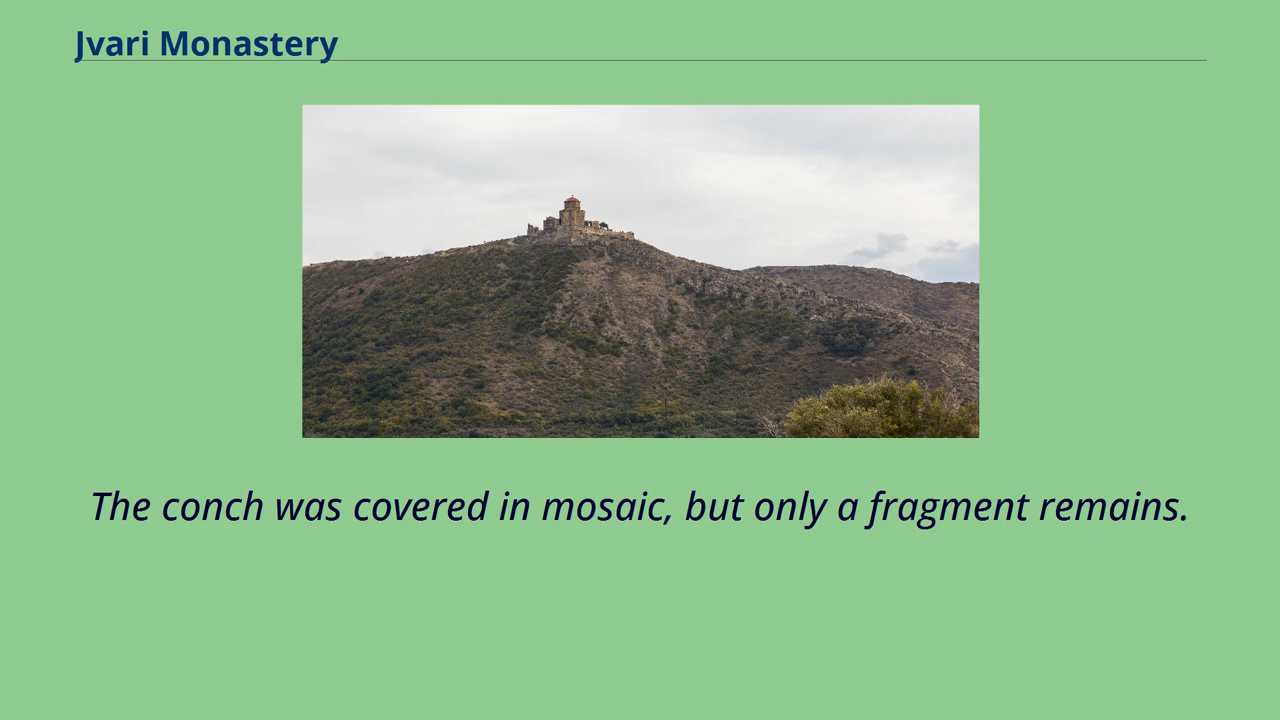 Jvari Monastery
The conch was covered in mosaic, but only a fragment remains.